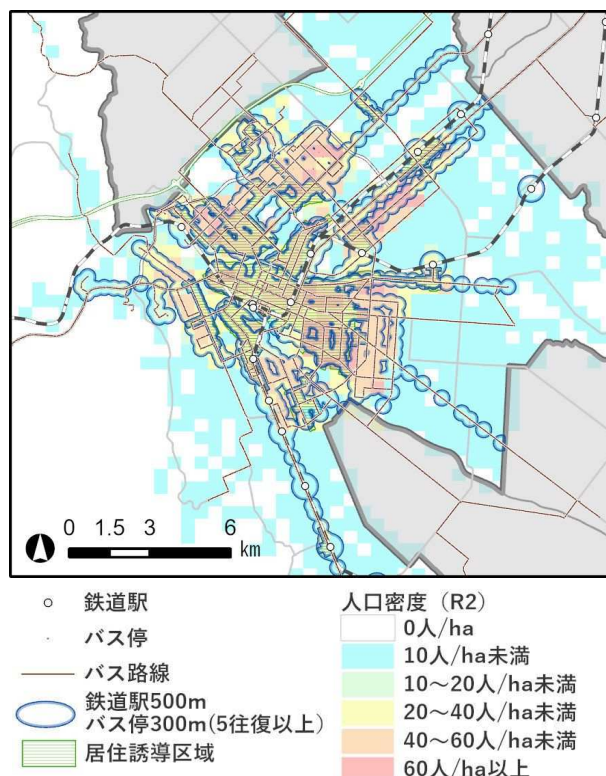 0 1.5 3 6
km
鉄道駅
バス停
バス路線
鉄道駅500m
バス停300m(5往復以上)
居住誘導区域
人口密度（R2）
0人/ha
10人/ha未満
10～20人/ha未満
20～40人/ha未満
40～60人/ha未満
60人/ha以上